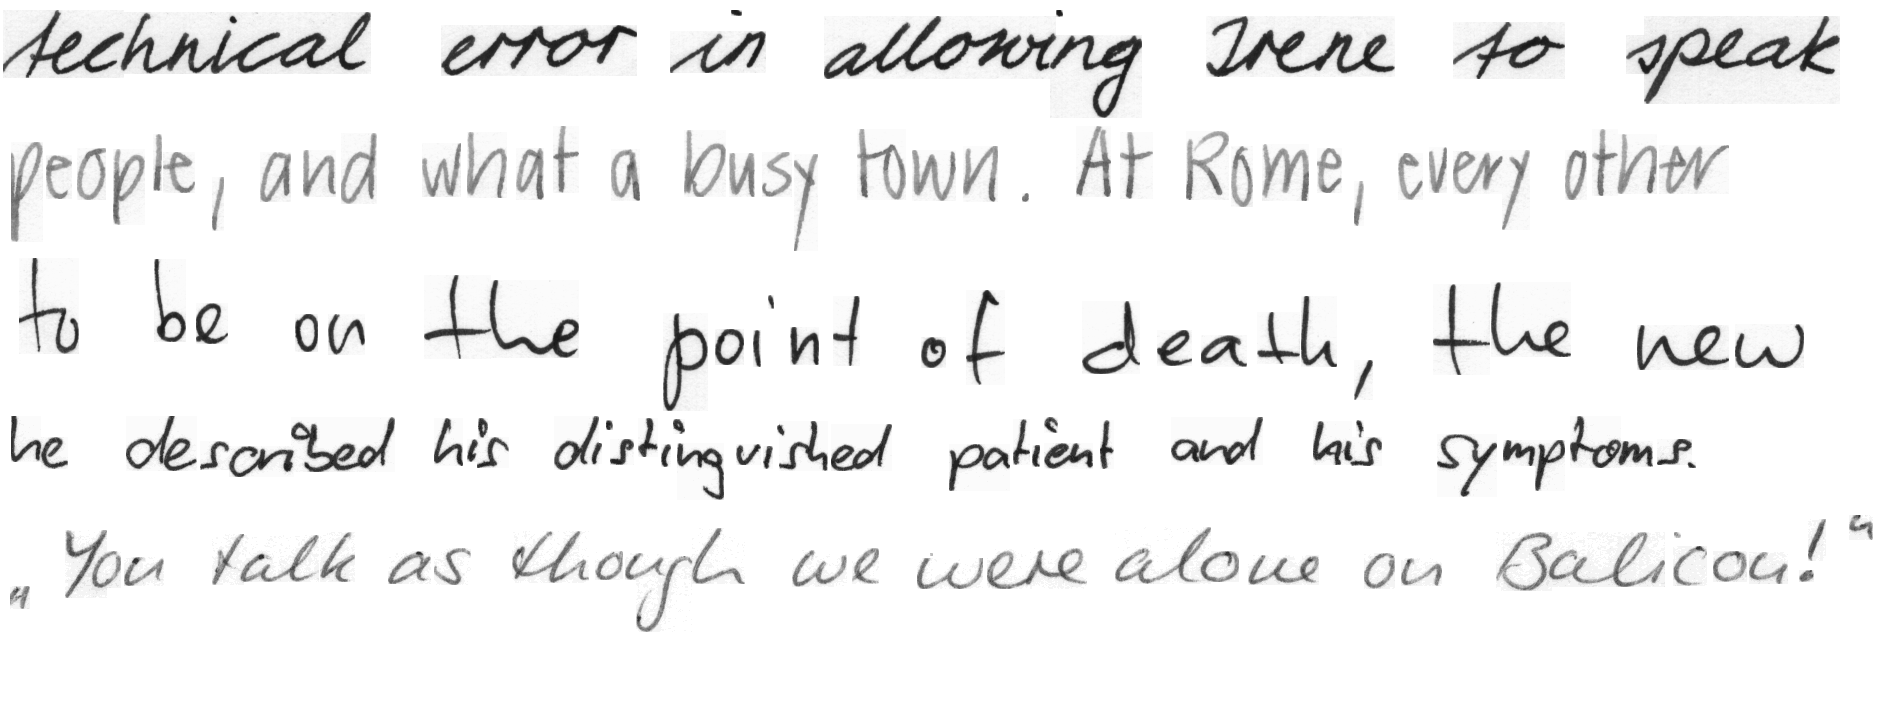 technical error in allowing Irene to speak
people, and what a busy town. At Rome, every other
to be on the point of death, the new
he described his distinguished patient and his symptoms.
„You talk as though we were alone on Balicon!“